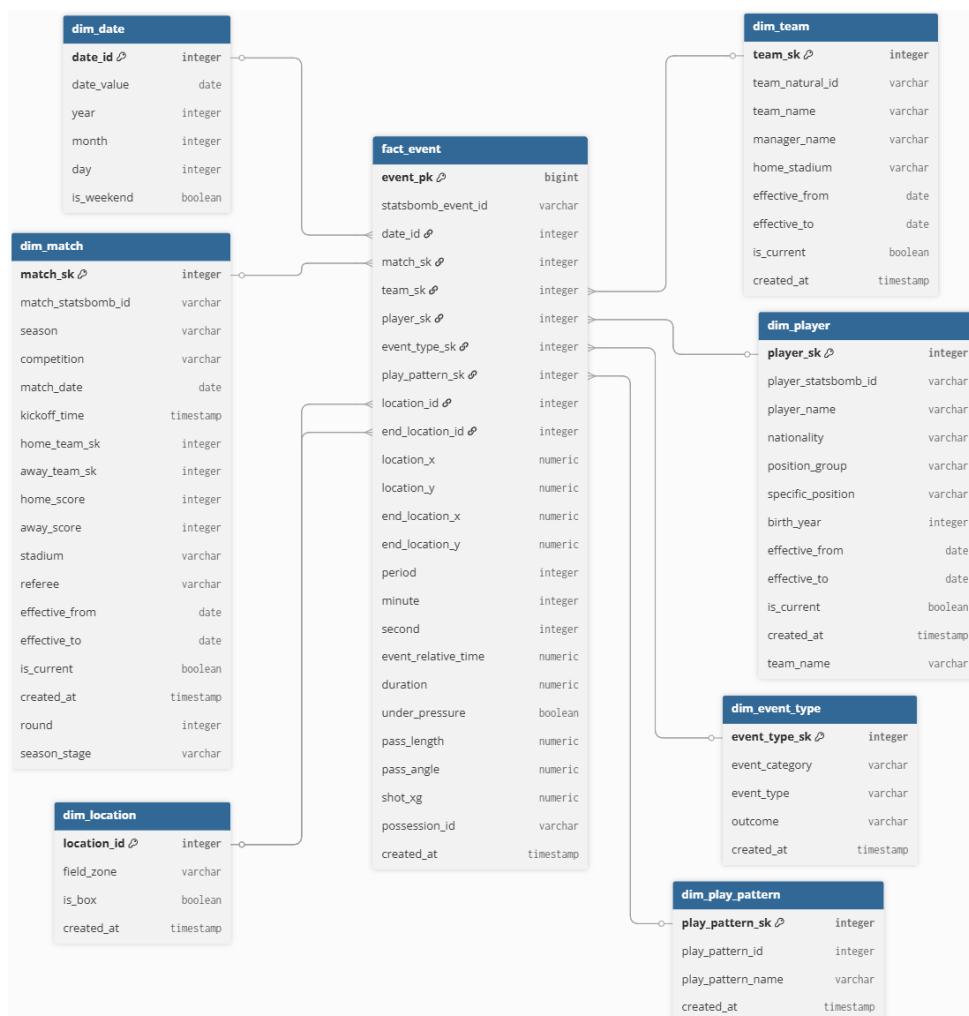 dim_date
date_id integer
date_value date
year integer
month integer
day integer
is_weekend boolean
dim_match
match_sk integer
match_statsbomb_id varchar
season varchar
competition varchar
match_date date
kickoff_time timestamp
home_team_sk integer
away_team_sk integer
home_score integer
away_score integer
stadium varchar
referee varchar
effective_from date
effective_to date
is_current boolean
created_at timestamp
round integer
season_stage varchar
dim_location
location_id integer
field_zone varchar
is_box boolean
created_at timestamp
fact_event
event_pk bigint
statsbomb_event_id varchar
date_id integer
match_sk integer
team_sk integer
player_sk integer
event_type_sk integer
play_pattern_sk integer
location_id integer
end_location_id integer
location_x numeric
location_y numeric
end_location_x numeric
end_location_y numeric
period integer
minute integer
second integer
event_relative_time numeric
duration numeric
under_pressure boolean
pass_length numeric
pass_angle numeric
shot_xg numeric
possession_id varchar
created_at timestamp
dim_team
team_sk integer
team_natural_id varchar
team_name varchar
manager_name varchar
home_stadium varchar
effective_from date
effective_to date
is_current boolean
created_at timestamp
dim_player
player_sk integer
player_statsbomb_id varchar
player_name varchar
nationality varchar
position_group varchar
specific_position varchar
birth_year integer
effective_from date
effective_to date
is_current boolean
created_at timestamp
team_name varchar
dim_event_type
event_type_sk integer
event_category varchar
event_type varchar
outcome varchar
created_at timestamp
dim_play_pattern
play_pattern_sk integer
play_pattern_id integer
play_pattern_name varchar
created_at timestamp